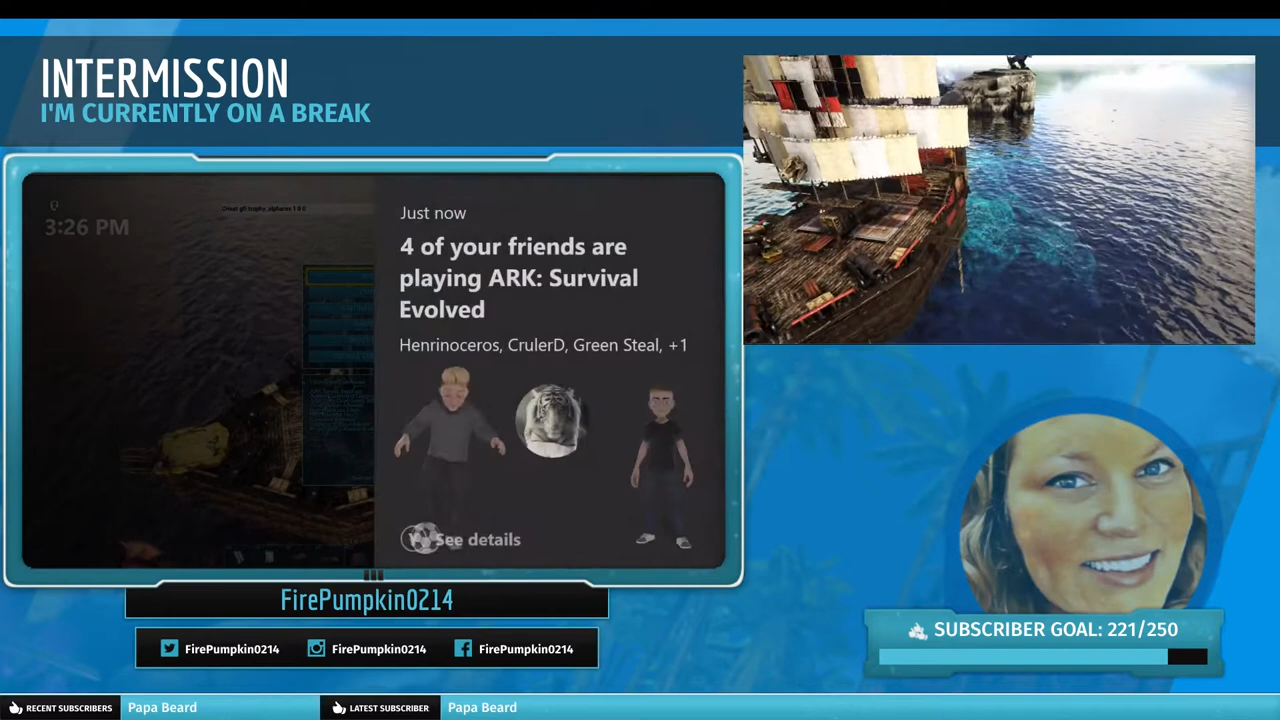 INTERMISSION
I'M CURRENTLY ON A BREAK
3:26 PM
Just now
4 of your friends are
playing ARK: Survival
Evolved
Henrinoceros, CrulerD, Green Steal, +1
See details
FirePumpkin0214
FirePumpkin0214 FirePumpkin0214 FirePumpkin0214
SUBSCRIBER GOAL: 221/250
RECENT SUBSCRIBERS Papa Beard LATEST SUBSCRIBER Papa Beard